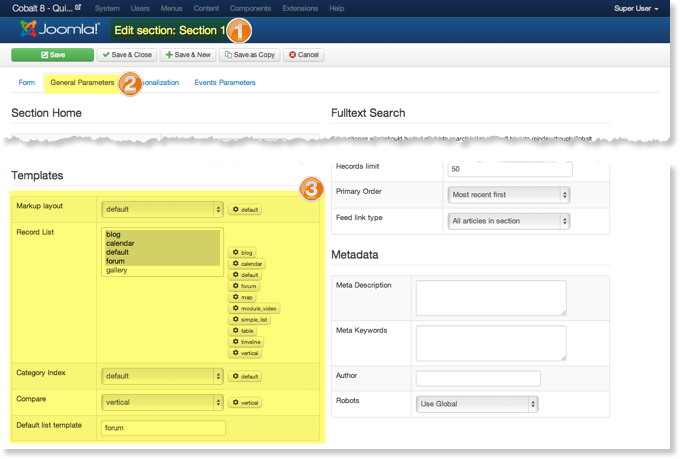 Cobalt 8 - Qui... System Users Menus Content Components Extensions Help Super User
Joomla! Edit section: Section 1 1
Save Save & Close Save & New Save as Copy Cancel
Form General Parameters 2 sonalization Events Parameters
Section Home Fulltext Search
Templates 3
Records limit 50
Markup layout default default
Primary Order Most recent first
Feed link type All articles in section
Record List
blog
calendar
default
forum
gallery
blog
calendar
default
forum
map
module_video
simple_list
table
timeline
vertical
Metadata
Meta Description
Meta Keywords
Category Index default default
Author
Compare vertical vertical
Robots Use Global
Default list template forum